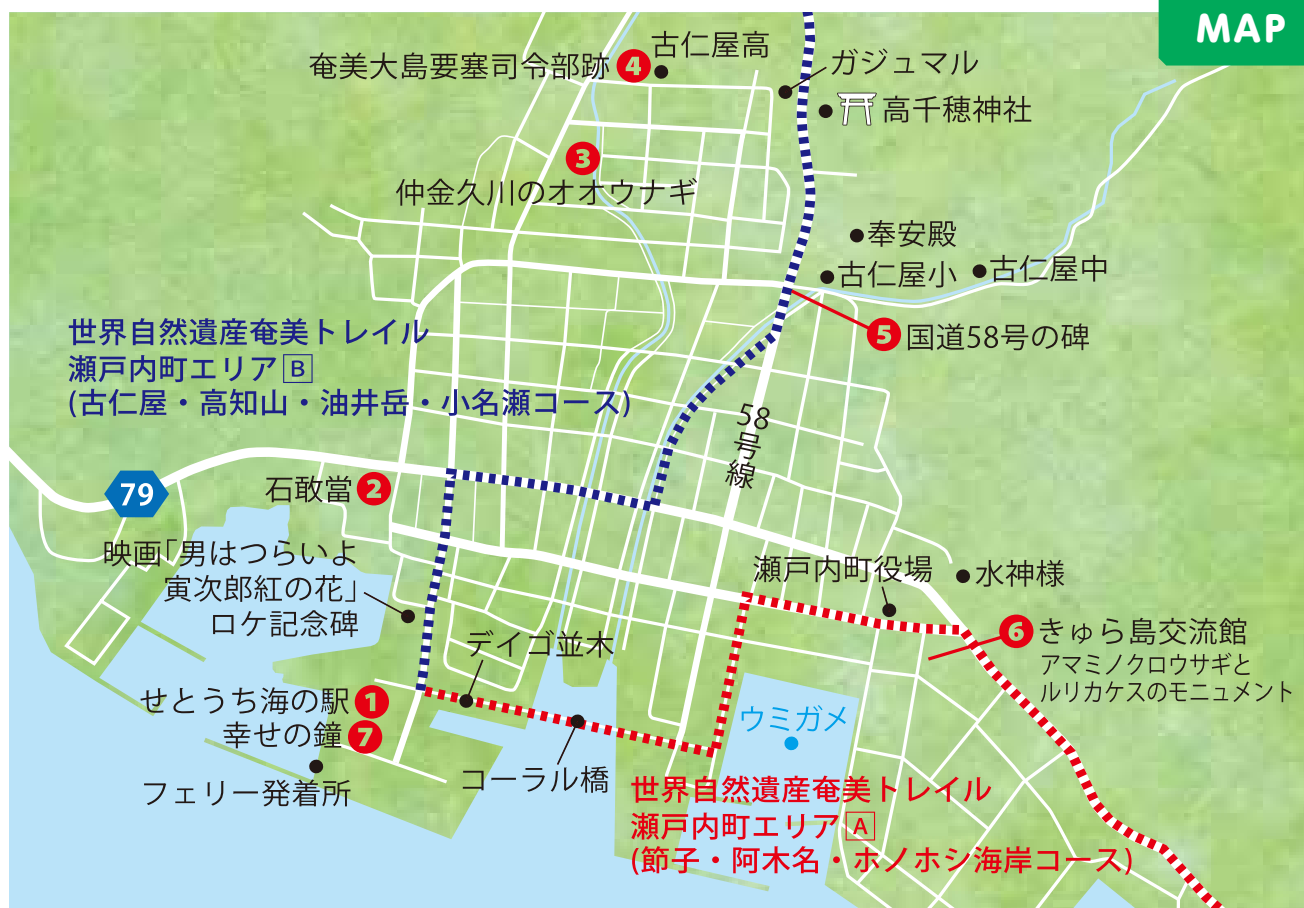 MAP
古仁屋高
奄美大島要塞司令部跡 4
ガジュマル
高千穂神社
3
仲金久川のオオウナギ
奉安殿
古仁屋小
古仁屋中
5 国道58号の碑
世界自然遺産奄美トレイル
瀬戸内町エリア B
(古仁屋・高知山・油井岳・小名瀬コース)
58号線
79
石敢當 2
映画「男はつらいよ
寅次郎紅の花」
ロケ記念碑
瀬戸内町役場
水神様
6 きゅら島交流館
アマミノクロウサギと
ルリカケスのモニュメント
デイゴ並木
せとうち海の駅 1
幸せの鐘 7
フェリー発着所
コーラル橋
ウミガメ
世界自然遺産奄美トレイル
瀬戸内町エリア A
(節子・阿木名・ホノホシ海岸コース)